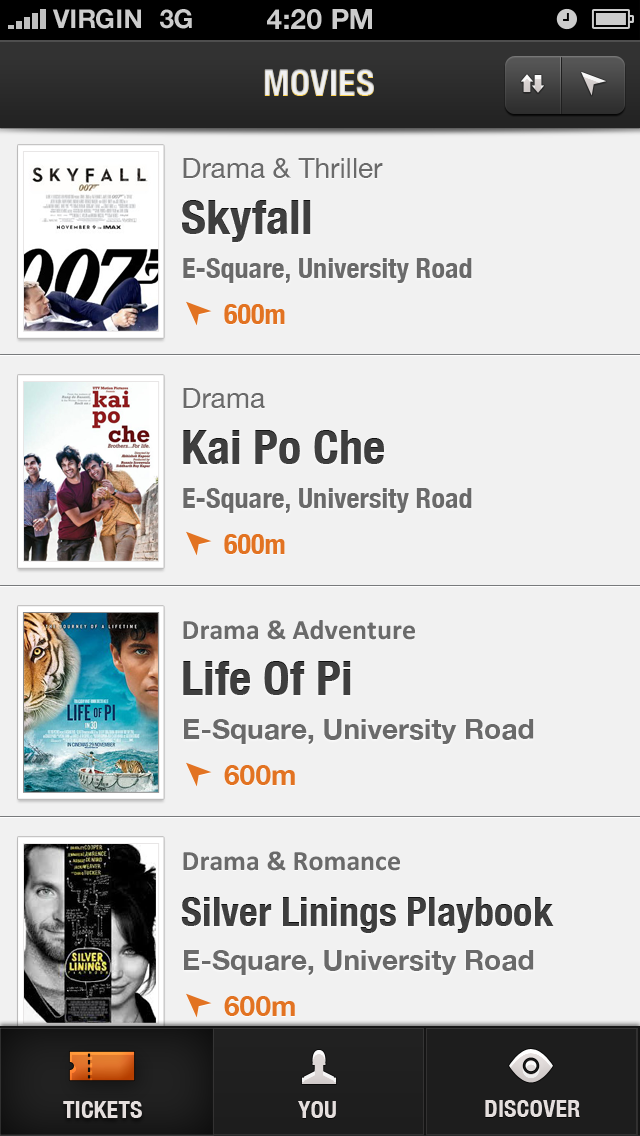 VIRGIN 3G 4:20 PM
MOVIES
SKYFALL
007
NOVEMBER 9 IN IMAX
007
Drama & Thriller
Skyfall
E-Square, University Road
600m
kai
po
che
Brothers...For life.
Drama
Kai Po Che
E-Square, University Road
600m
THE JOURNEY OF A LIFETIME
LIFE OF PI
IN 3D
Drama & Adventure
Life Of Pi
E-Square, University Road
600m
SILVER
LININGS
Drama & Romance
Silver Linings Playbook
E-Square, University Road
600m
TICKETS
YOU
DISCOVER